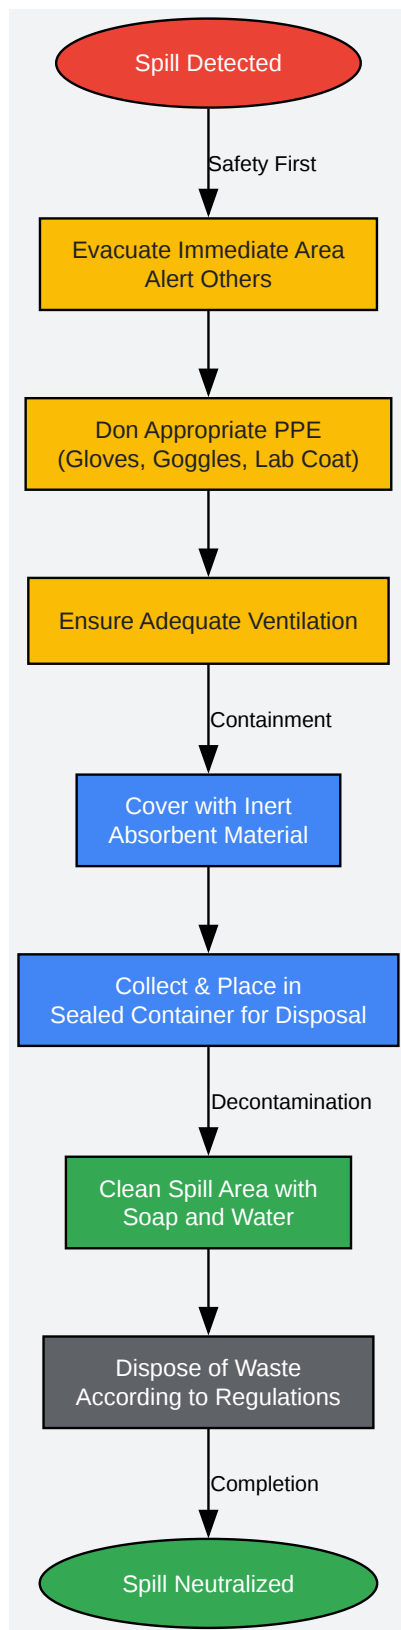 Spill Detected
Safety First
Evacuate Immediate Area
Alert Others
Don Appropriate PPE
(Gloves, Goggles, Lab Coat)
Ensure Adequate Ventilation
Containment
Cover with Inert
Absorbent Material
Collect & Place in
Sealed Container for Disposal
Decontamination
Clean Spill Area with
Soap and Water
Dispose of Waste
According to Regulations
Completion
Spill Neutralized